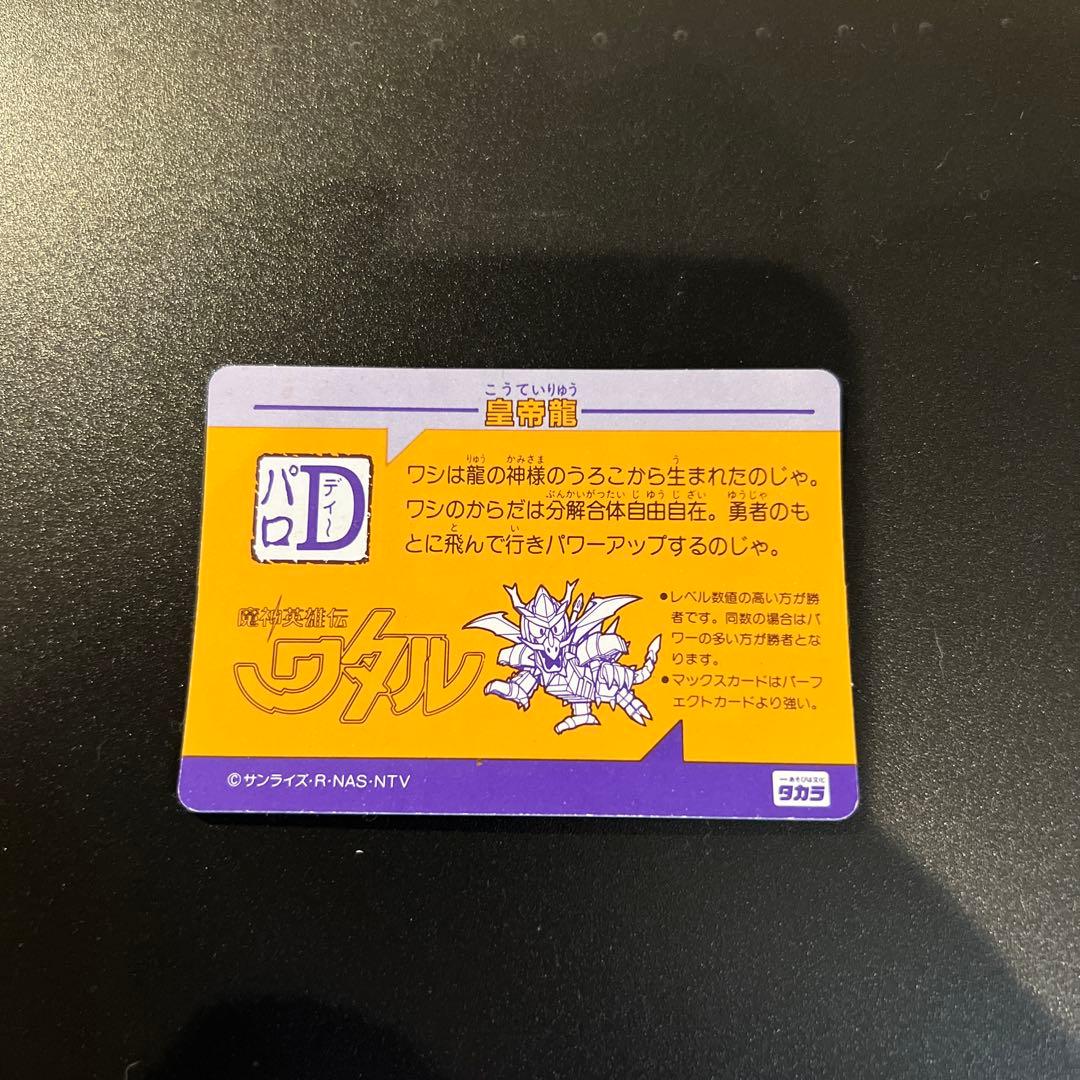 こうていりゅう
皇帝龍
パロ
ディ〜
D
りゅう かみさま う
ワシは龍の神様のうろこから生まれたのじゃ。
ぶんかいがったい じゆうじざい ゆうじゃ
ワシのからだは分解合体自由自在。勇者のも
と い
とに飛んで行きパワーアップするのじゃ。
魔神英雄伝
ワタル
●レベル数値の高い方が勝
者です。同数の場合はパ
ワーの多い方が勝者とな
ります。
●マックスカードはパーフ
ェクトカードより強い。
©サンライズ・R・NAS・NTV
あそびは文化
タカラ